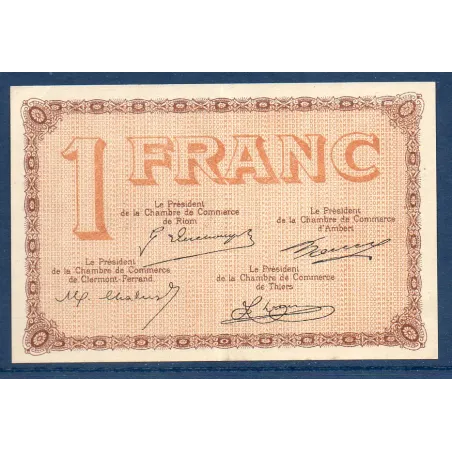 1 FRANC
Le Président
de la Chambre de Commerce
de Riom
Le Président
de la Chambre de Commerce
d'Ambert
Le Président
de la Chambre de Commerce
de Clermont-Ferrand
Le Président
de la Chambre de Commerce
de Thiers